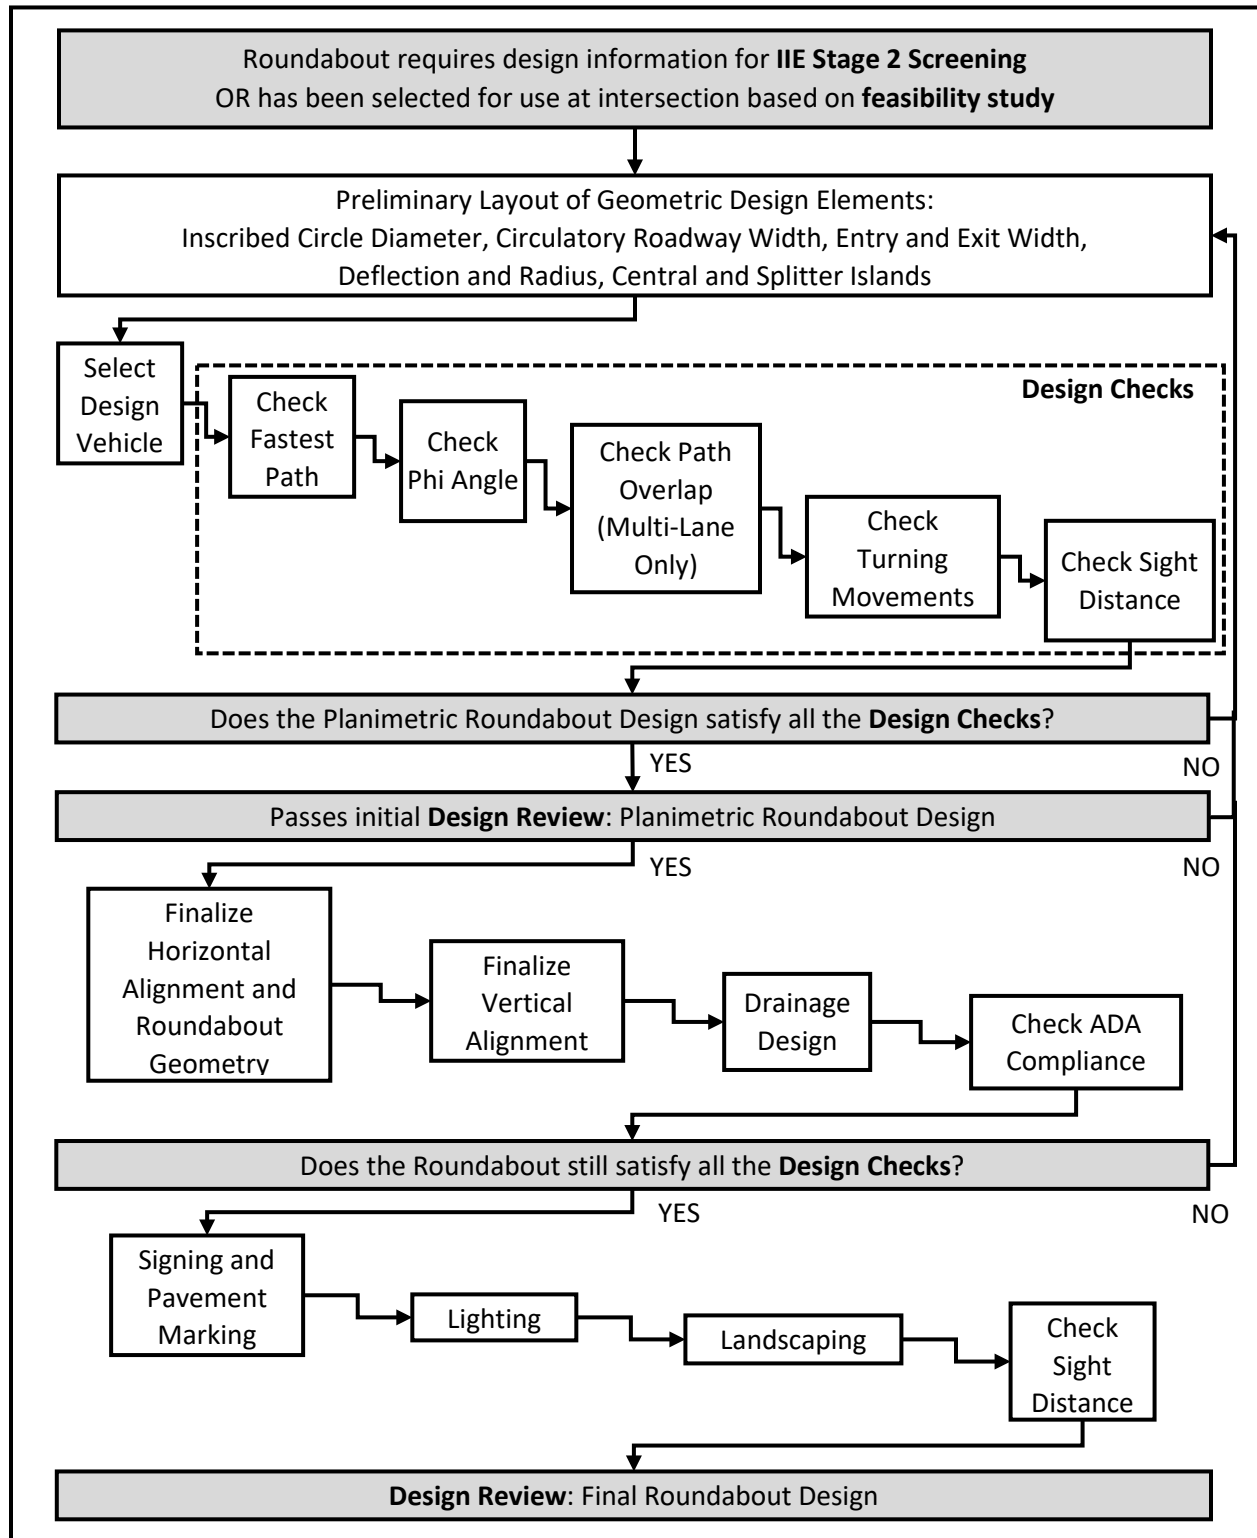 Roundabout requires design information for IIE Stage 2 Screening
OR has been selected for use at intersection based on feasibility study
Preliminary Layout of Geometric Design Elements:
Inscribed Circle Diameter, Circulatory Roadway Width, Entry and Exit Width,
Deflection and Radius, Central and Splitter Islands
Select
Design
Vehicle
Design Checks
Check
Fastest
Path
Check
Phi Angle
Check Path
Overlap
(Multi-Lane
Only)
Check
Turning
Movements
Check Sight
Distance
Does the Planimetric Roundabout Design satisfy all the Design Checks?
YES
NO
Passes initial Design Review: Planimetric Roundabout Design
YES
NO
Finalize
Horizontal
Alignment and
Roundabout
Geometry
Finalize
Vertical
Alignment
Drainage
Design
Check ADA
Compliance
Does the Roundabout still satisfy all the Design Checks?
YES
NO
Signing and
Pavement
Marking
Lighting
Landscaping
Check
Sight
Distance
Design Review: Final Roundabout Design